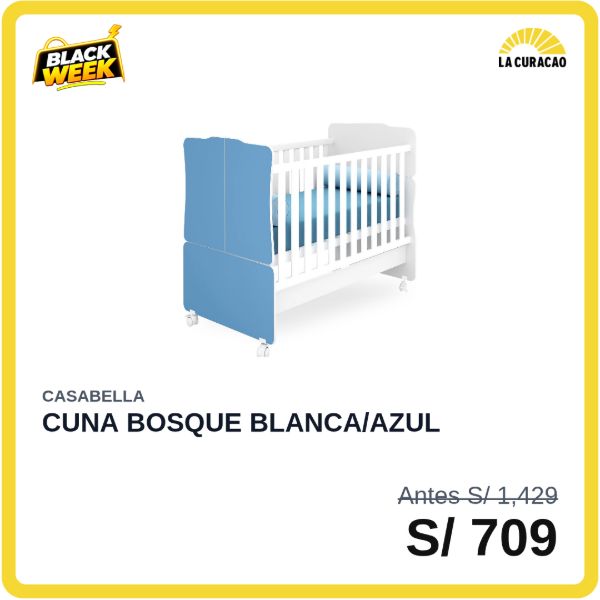 BLACK
WEEK
LA CURACAO
CASABELLA
CUNA BOSQUE BLANCA/AZUL
Antes S/ 1,429
S/ 709